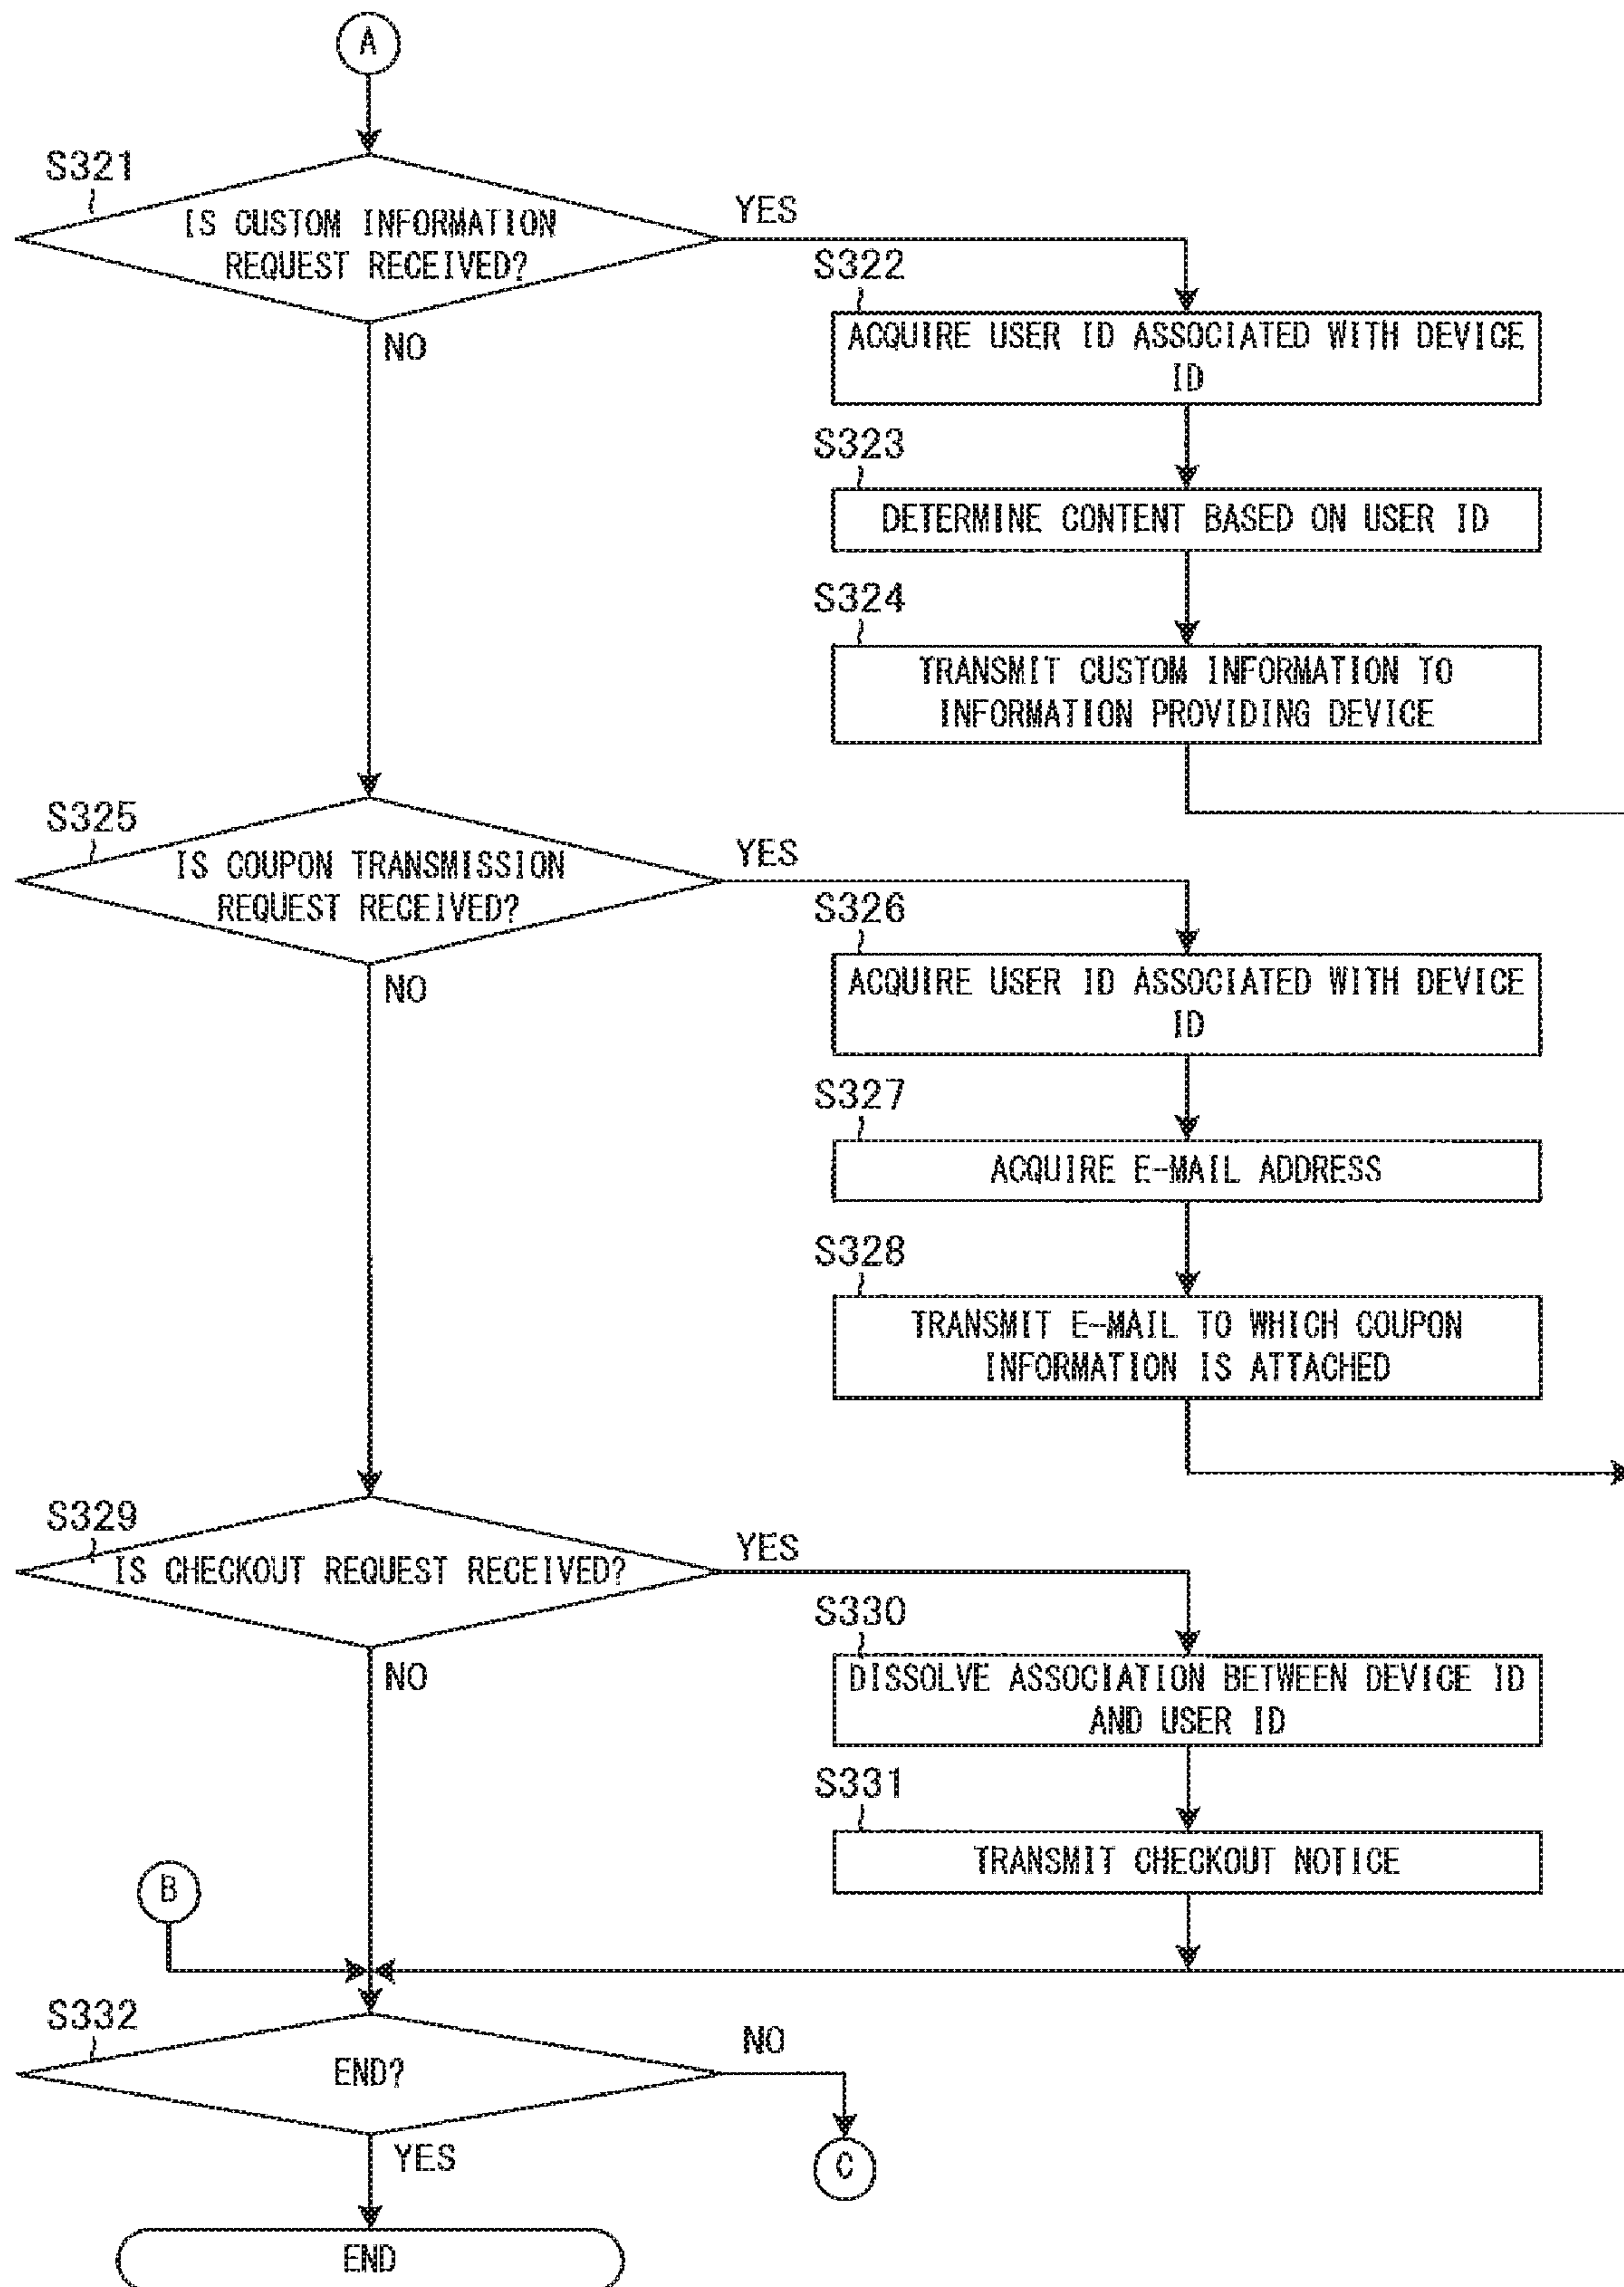 A
S321
IS CUSTOM INFORMATION
REQUEST RECEIVED?
YES
NO
S322
ACQUIRE USER ID ASSOCIATED WITH DEVICE
ID
S323
DETERMINE CONTENT BASED ON USER ID
S324
TRANSMIT CUSTOM INFORMATION TO
INFORMATION PROVIDING DEVICE
S325
IS COUPON TRANSMISSION
REQUEST RECEIVED?
YES
NO
S326
ACQUIRE USER ID ASSOCIATED WITH DEVICE
ID
S327
ACQUIRE E-MAIL ADDRESS
S328
TRANSMIT E-MAIL TO WHICH COUPON
INFORMATION IS ATTACHED
S329
IS CHECKOUT REQUEST RECEIVED?
YES
NO
S330
DISSOLVE ASSOCIATION BETWEEN DEVICE ID
AND USER ID
S331
TRANSMIT CHECKOUT NOTICE
B
S332
END?
NO
C
YES
END